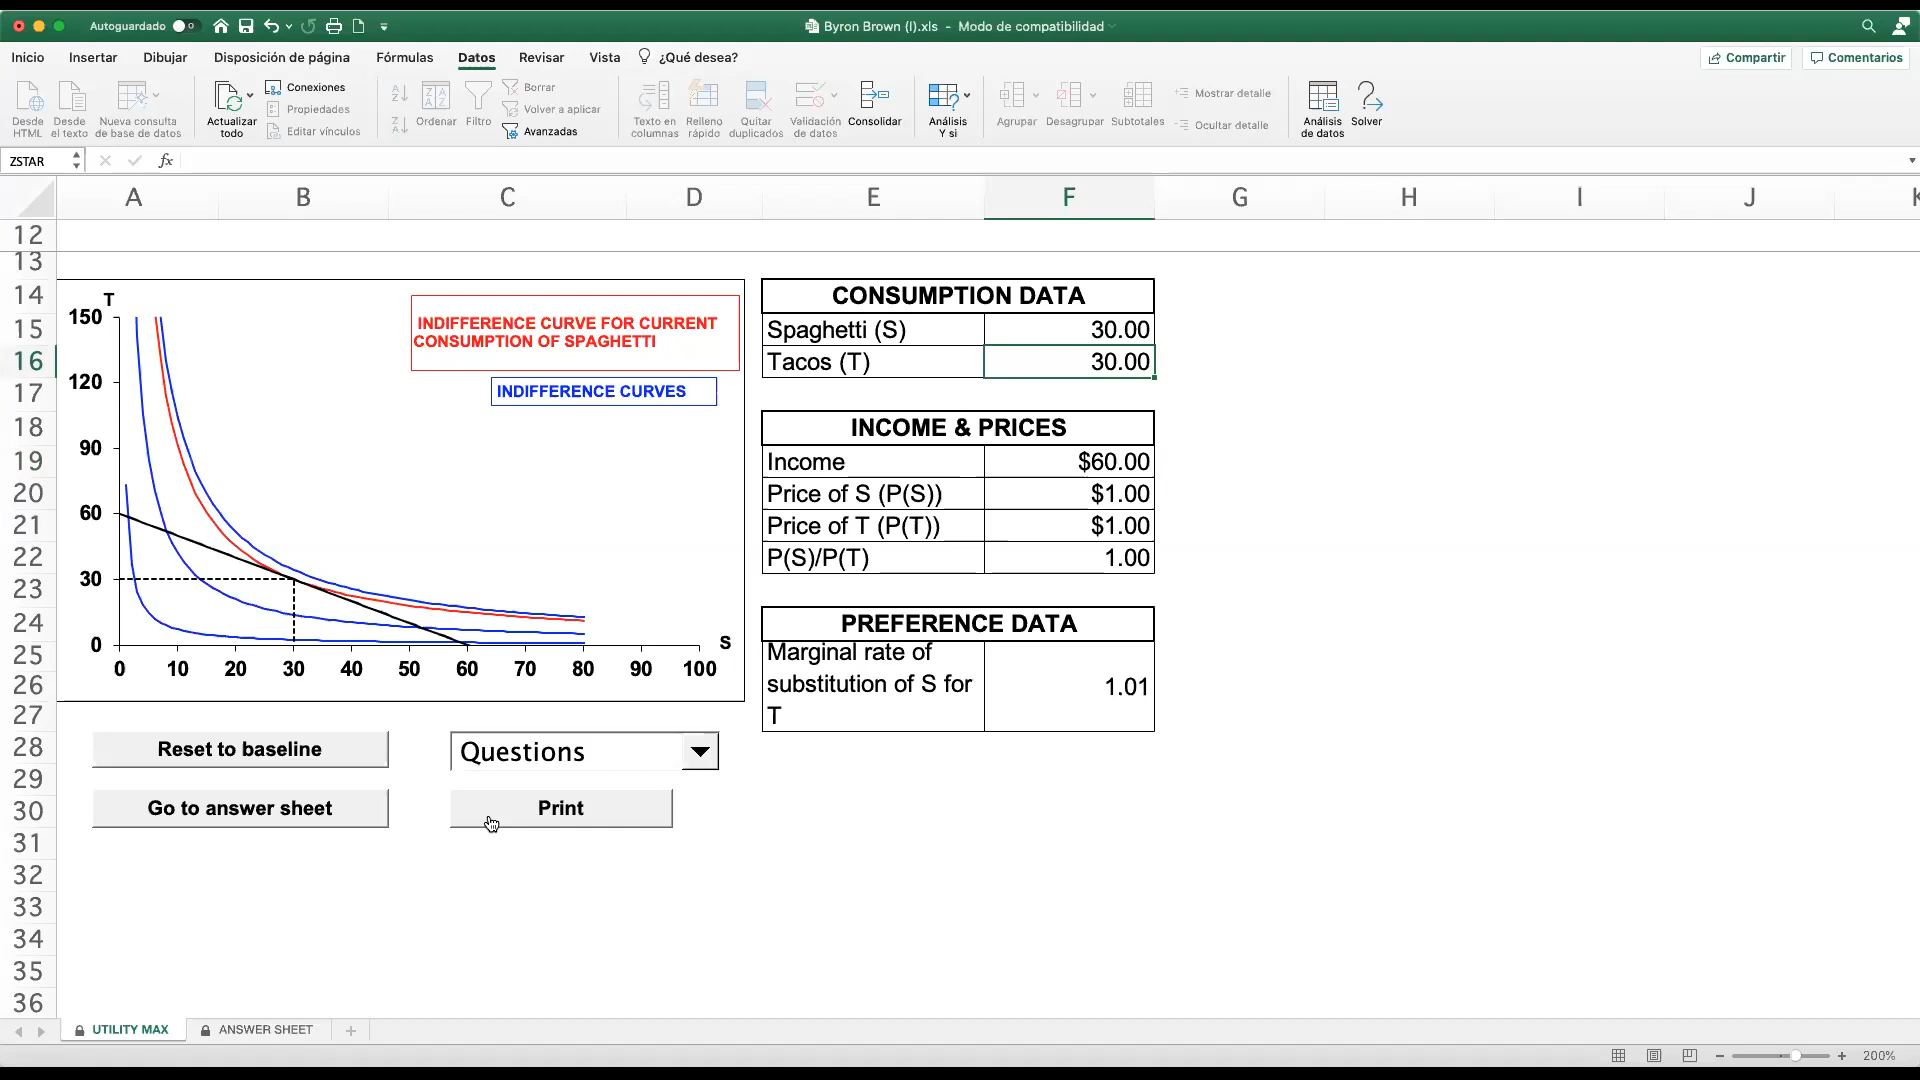 Autoguardado
Byron Brown (I).xls - Modo de compatibilidad
Inicio Insertar Dibujar Disposición de página Fórmulas Datos Revisar Vista ¿Qué desea? Compartir Comentarios
Desde HTML
Desde el texto
Nueva consulta de base de datos
Actualizar todo
Conexiones
Propiedades
Editar vínculos
Ordenar
Filtro
Borrar
Volver a aplicar
Avanzadas
Texto en columnas
Relleno rápido
Quitar duplicados
Validación de datos
Consolidar
Análisis Y si
Agrupar
Desagrupar
Subtotales
Mostrar detalle
Ocultar detalle
Análisis de datos
Solver
ZSTAR fx
A B C D E F G H I J K
12
13
14
15
16
17
18
19
20
21
22
23
24
25
26
27
28
29
30
31
32
33
34
35
36
T
150
120
90
60
30
0
0 10 20 30 40 50 60 70 80 90 100
S
INDIFFERENCE CURVE FOR CURRENT
CONSUMPTION OF SPAGHETTI
INDIFFERENCE CURVES
CONSUMPTION DATA
Spaghetti (S) 30.00
Tacos (T) 30.00
INCOME & PRICES
Income $60.00
Price of S (P(S)) $1.00
Price of T (P(T)) $1.00
P(S)/P(T) 1.00
PREFERENCE DATA
Marginal rate of
substitution of S for
T
1.01
Reset to baseline
Questions
Go to answer sheet
Print
UTILITY MAX
ANSWER SHEET
200%